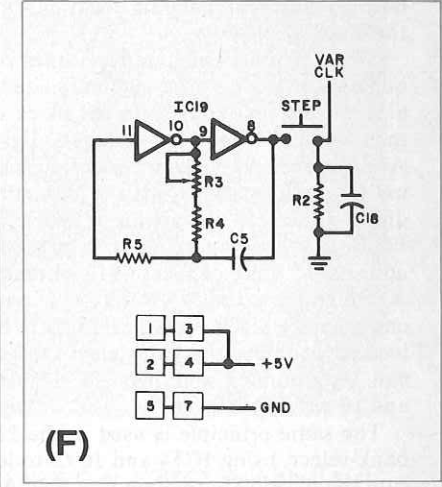 VAR
CLK
IC19
STEP
11
10
9
8
R3
R4
R2
C18
R5
C5
1
3
2
4
+5V
5
7
GND
(F)